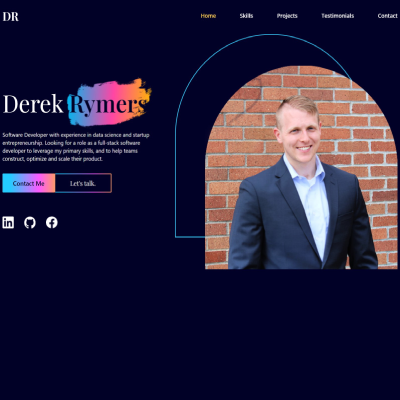 DR
Home Skills Projects Testimonials Contact
Derek Rymers
Software Developer with experience in data science and startup
entrepreneurship. Looking for a role as a full-stack software
developer to leverage my primary skills, and to help teams
construct, optimize and scale their product.
Contact Me Let's talk.